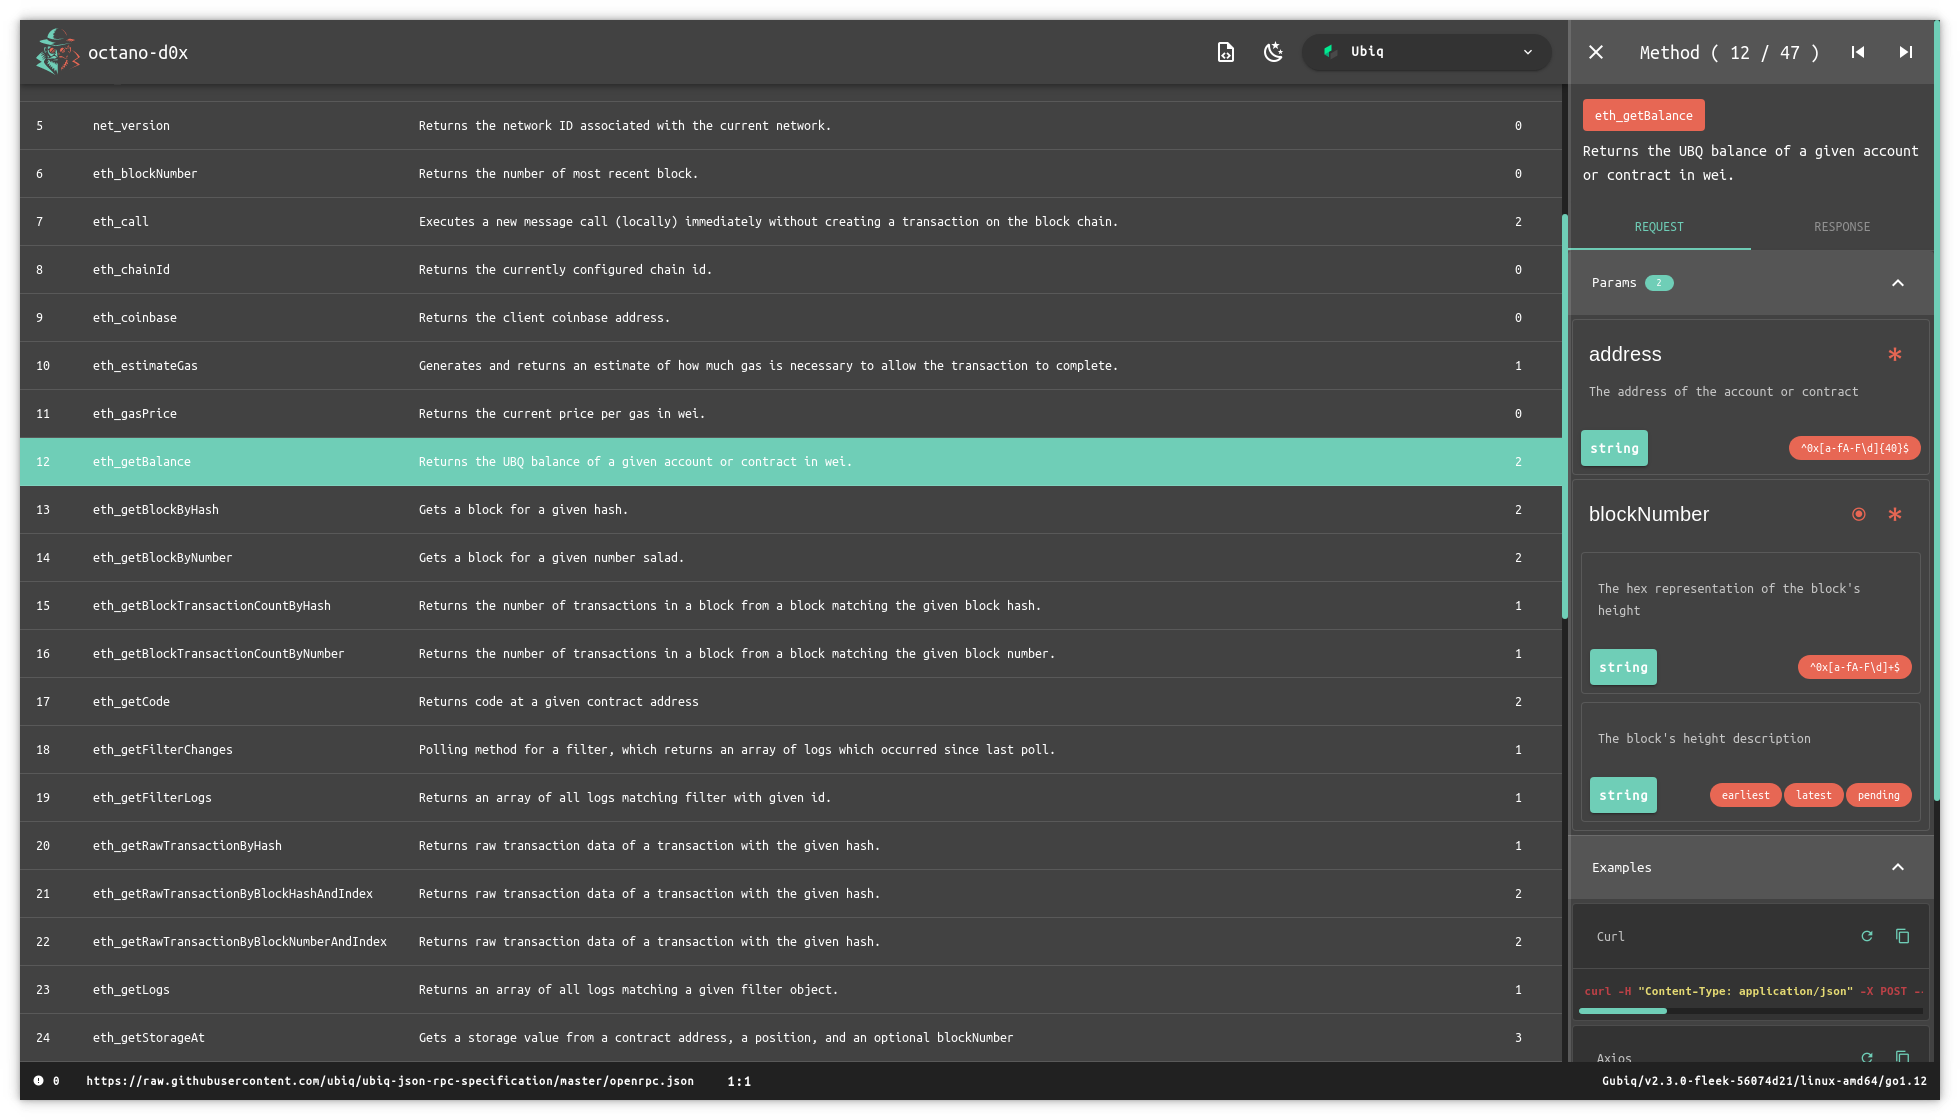 octano-d0x
Ubiq
5 net_version Returns the network ID associated with the current network. 0
6 eth_blockNumber Returns the number of most recent block. 0
7 eth_call Executes a new message call (locally) immediately without creating a transaction on the block chain. 2
8 eth_chainId Returns the currently configured chain id. 0
9 eth_coinbase Returns the client coinbase address. 0
10 eth_estimateGas Generates and returns an estimate of how much gas is necessary to allow the transaction to complete. 1
11 eth_gasPrice Returns the current price per gas in wei. 0
12 eth_getBalance Returns the UBQ balance of a given account or contract in wei. 2
13 eth_getBlockByHash Gets a block for a given hash. 2
14 eth_getBlockByNumber Gets a block for a given number salad. 2
15 eth_getBlockTransactionCountByHash Returns the number of transactions in a block from a block matching the given block hash. 1
16 eth_getBlockTransactionCountByNumber Returns the number of transactions in a block from a block matching the given block number. 1
17 eth_getCode Returns code at a given contract address 2
18 eth_getFilterChanges Polling method for a filter, which returns an array of logs which occurred since last poll. 1
19 eth_getFilterLogs Returns an array of all logs matching filter with given id. 1
20 eth_getRawTransactionByHash Returns raw transaction data of a transaction with the given hash. 1
21 eth_getRawTransactionByBlockHashAndIndex Returns raw transaction data of a transaction with the given hash. 2
22 eth_getRawTransactionByBlockNumberAndIndex Returns raw transaction data of a transaction with the given hash. 2
23 eth_getLogs Returns an array of all logs matching a given filter object. 1
24 eth_getStorageAt Gets a storage value from a contract address, a position, and an optional blockNumber 3
Method ( 12 / 47 )
eth_getBalance
Returns the UBQ balance of a given account
or contract in wei.
REQUEST RESPONSE
Params 2
address *
The address of the account or contract
string ^0x[a-fA-F\d]{40}$
blockNumber *
The hex representation of the block's
height
string ^0x[a-fA-F\d]+$
The block's height description
string earliest latest pending
Examples
Curl
curl -H "Content-Type: application/json" -X POST --
Axios
0 https://raw.githubusercontent.com/ubiq/ubiq-json-rpc-specification/master/openrpc.json 1:1
Gubiq/v2.3.0-fleek-56074d21/linux-amd64/go1.12